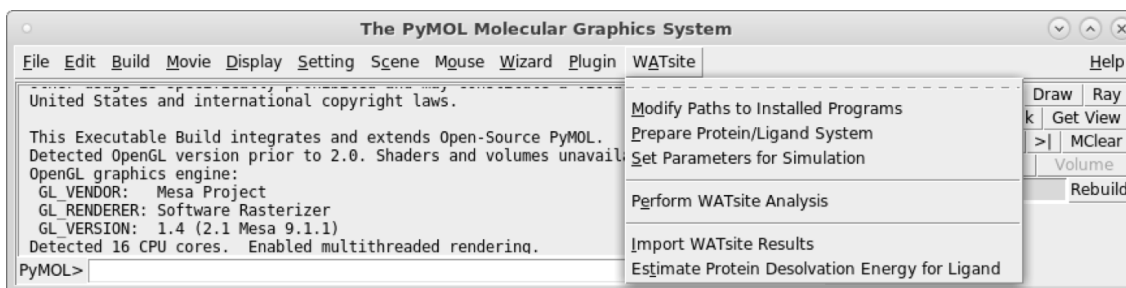 The PyMOL Molecular Graphics System
File Edit Build Movie Display Setting Scene Mouse Wizard Plugin WATsite Help
United States and international copyright laws.
This Executable Build integrates and extends Open-Source PyMOL.
Detected OpenGL version prior to 2.0. Shaders and volumes unavaila
OpenGL graphics engine:
GL_VENDOR: Mesa Project
GL_RENDERER: Software Rasterizer
GL_VERSION: 1.4 (2.1 Mesa 9.1.1)
Detected 16 CPU cores. Enabled multithreaded rendering.
PyMOL>
Modify Paths to Installed Programs
Prepare Protein/Ligand System
Set Parameters for Simulation
Perform WATsite Analysis
Import WATsite Results
Estimate Protein Desolvation Energy for Ligand
Draw Ray
k Get View
>| MClear
Volume
Rebuild